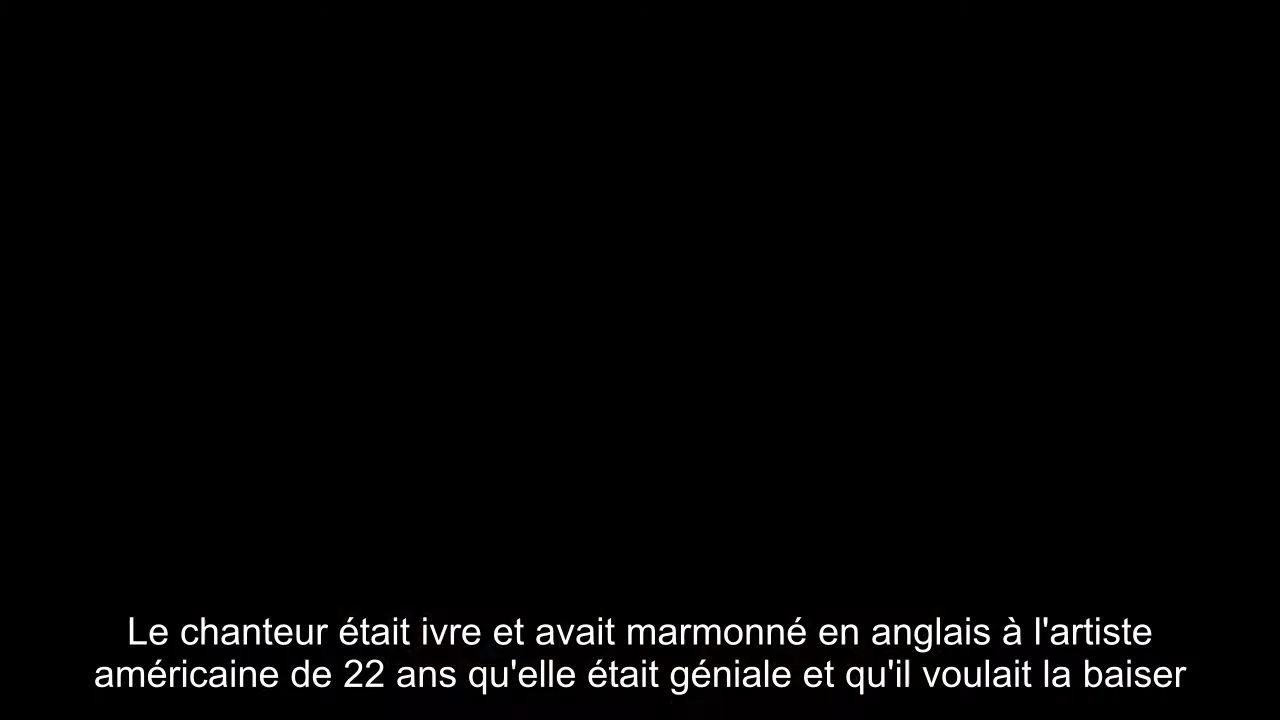 Le chanteur était ivre et avait marmonné en anglais à l'artiste
américaine de 22 ans qu'elle était géniale et qu'il voulait la baiser